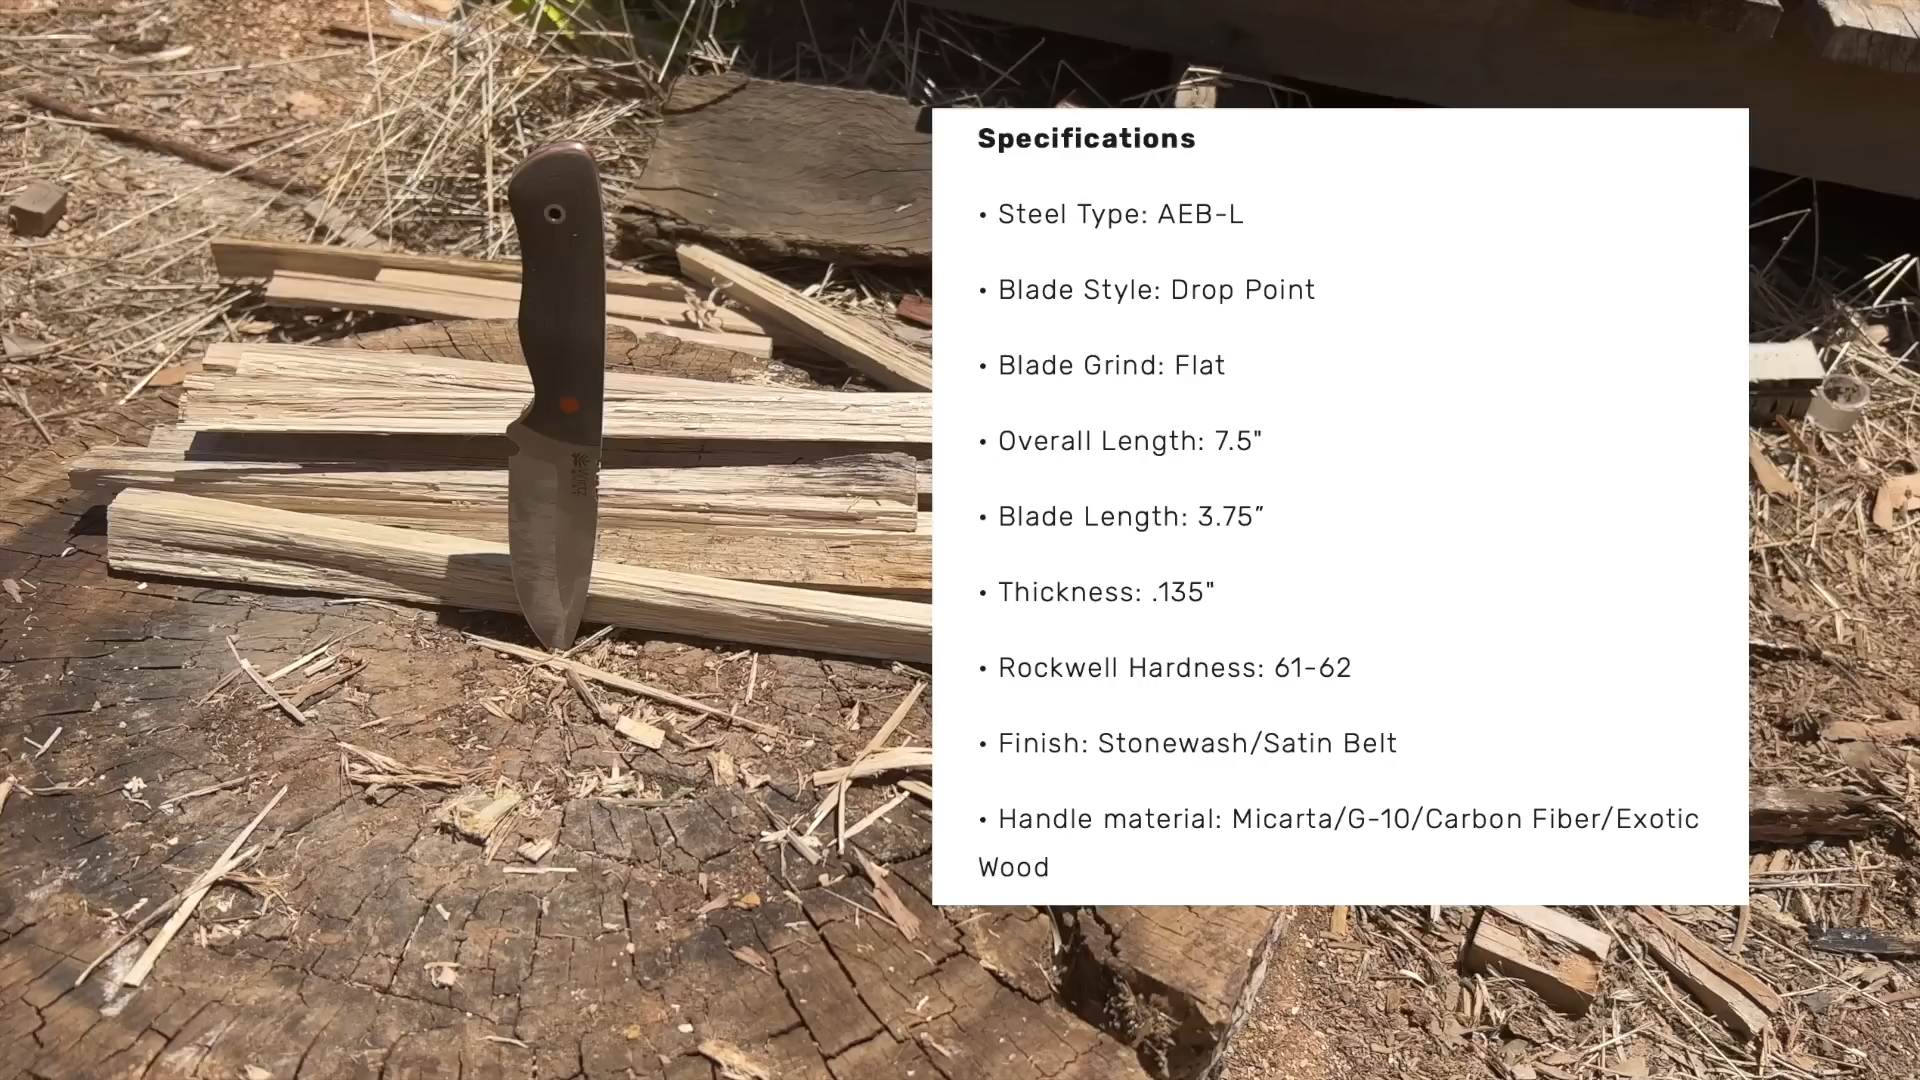 Specifications
• Steel Type: AEB-L
• Blade Style: Drop Point
• Blade Grind: Flat
• Overall Length: 7.5"
• Blade Length: 3.75”
• Thickness: .135"
• Rockwell Hardness: 61-62
• Finish: Stonewash/Satin Belt
• Handle material: Micarta/G-10/Carbon Fiber/Exotic
Wood